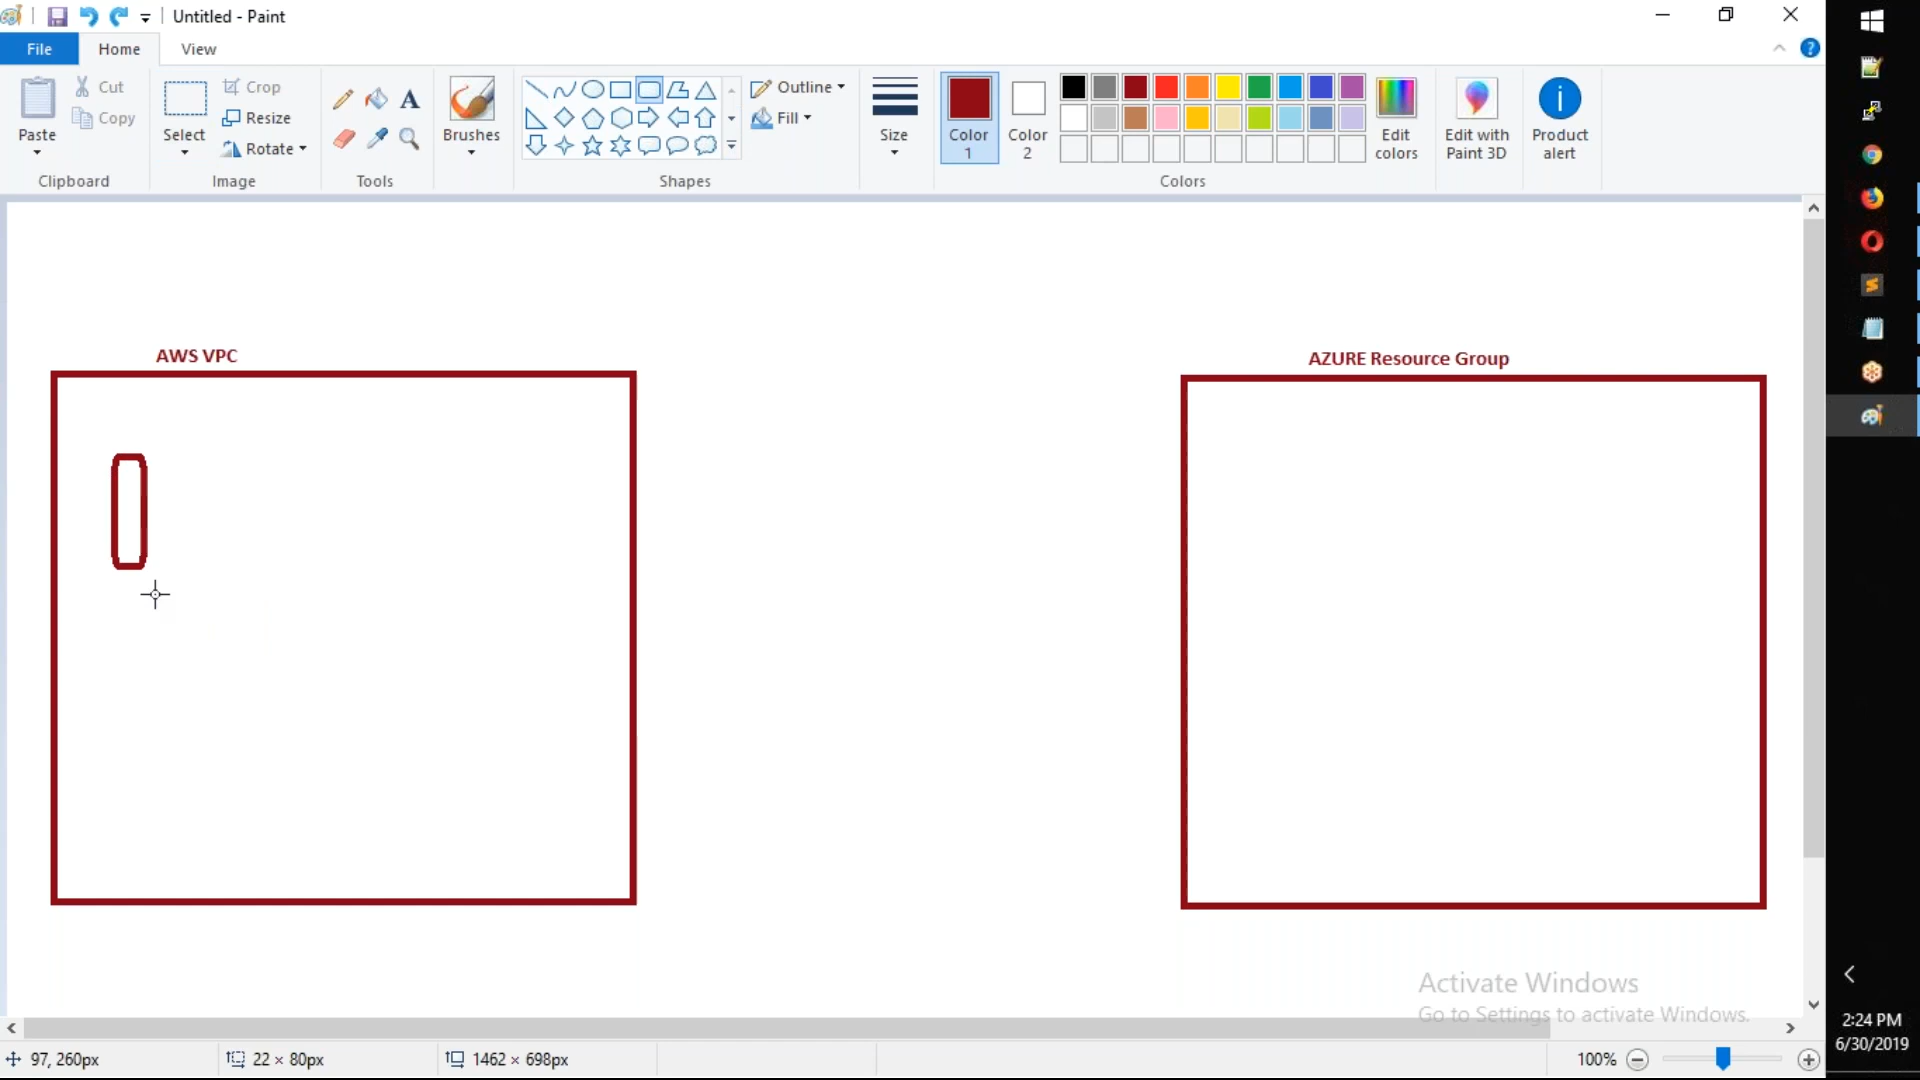 Untitled - Paint
File
Home
View
Paste
Cut
Copy
Clipboard
Select
Crop
Resize
Rotate
Image
A
Tools
Brushes
Outline
Fill
Shapes
Size
Color 1
Color 2
Edit colors
Edit with Paint 3D
Product alert
Colors
AWS VPC
AZURE Resource Group
Activate Windows
Go to Settings to activate Windows.
97, 260px
22 × 80px
1462 × 698px
100%
2:24 PM
6/30/2019